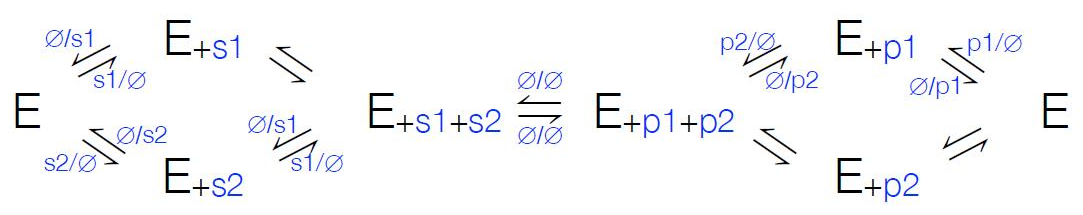 ∅/s1 E+s1 p2/∅ E+p1 p1/∅
s1/∅ ∅/∅ ∅/p2 ∅/p1
E E+s1+s2 E+p1+p2 E
∅/s2 ∅/s1 ∅/∅
s2/∅ E+s2 s1/∅ E+p2